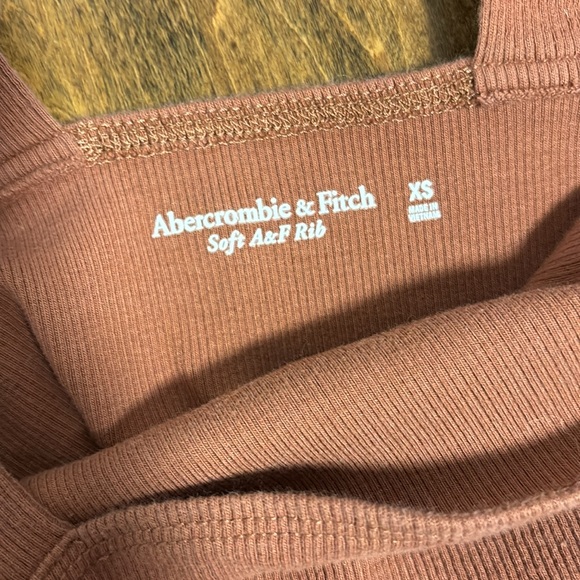 Abercrombie & Fitch
Soft A&F Rib
XS
MADE IN
VIETNAM